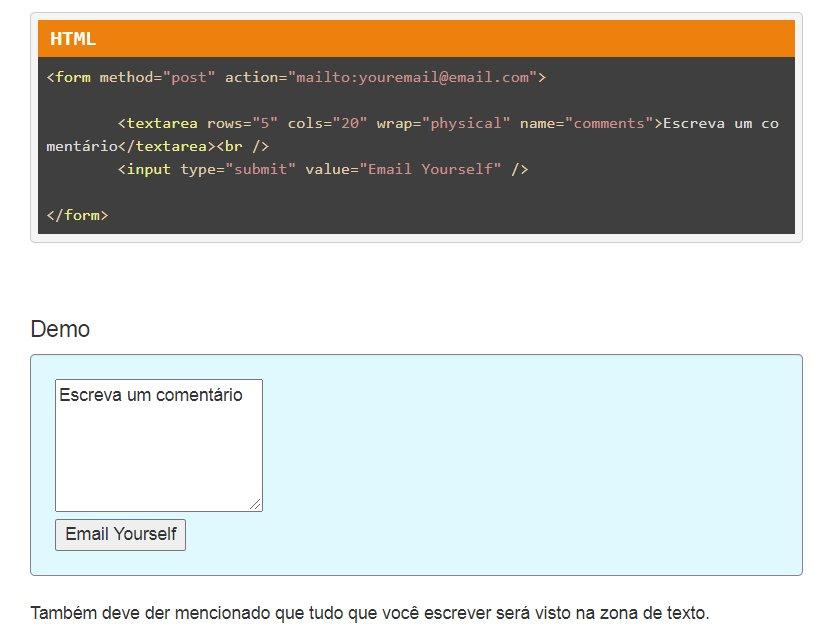 HTML
<form method="post" action="mailto:youremail@email.com">
<textarea rows="5" cols="20" wrap="physical" name="comments">Escreva um co
mentário</textarea><br />
<input type="submit" value="Email Yourself" />
</form>
Demo
Escreva um comentário
Email Yourself
Também deve der mencionado que tudo que você escrever será visto na zona de texto.